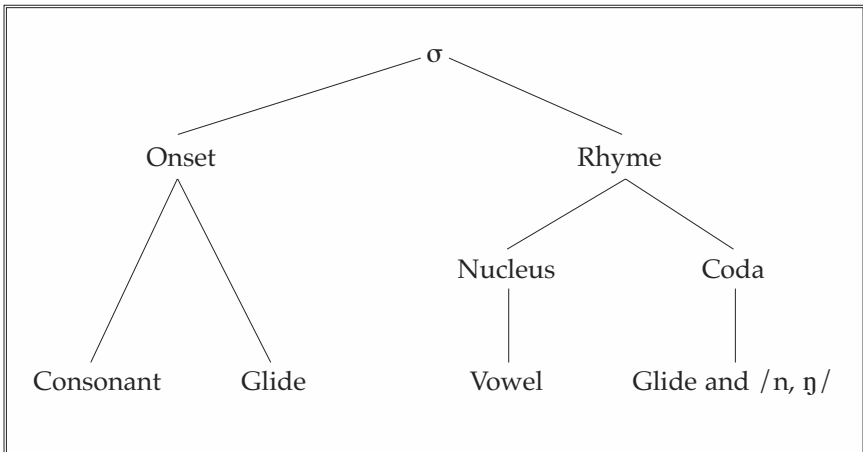 σ
Onset Rhyme
Nucleus Coda
Consonant Glide Vowel Glide and /n, ŋ/